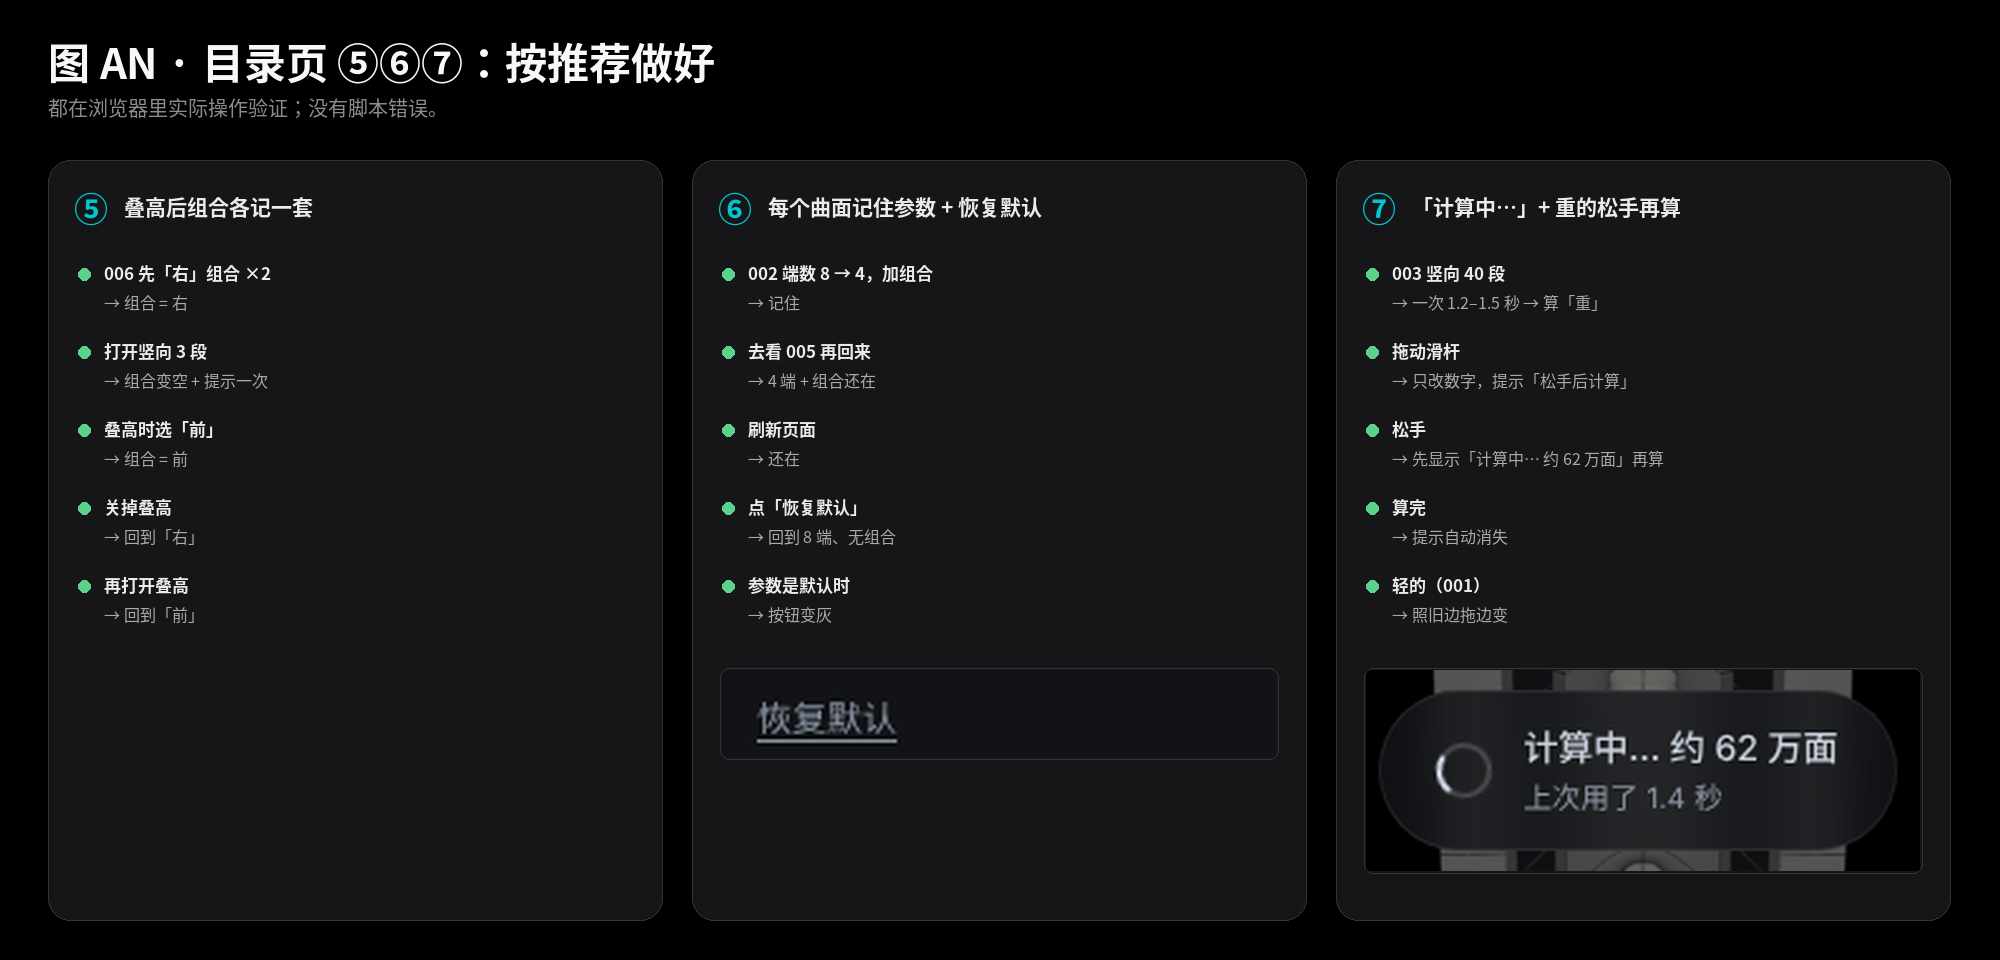 图 AN · 目录页 ⑤⑥⑦：按推荐做好
都在浏览器里实际操作验证；没有脚本错误。
⑤ 叠高后组合各记一套
006 先「右」组合 ×2
→ 组合 = 右
打开竖向 3 段
→ 组合变空 + 提示一次
叠高时选「前」
→ 组合 = 前
关掉叠高
→ 回到「右」
再打开叠高
→ 回到「前」
⑥ 每个曲面记住参数 + 恢复默认
002 端数 8 → 4，加组合
→ 记住
去看 005 再回来
→ 4 端 + 组合还在
刷新页面
→ 还在
点「恢复默认」
→ 回到 8 端、无组合
参数是默认时
→ 按钮变灰
恢复默认
⑦ 「计算中…」+ 重的松手再算
003 竖向 40 段
→ 一次 1.2–1.5 秒 → 算「重」
拖动滑杆
→ 只改数字，提示「松手后计算」
松手
→ 先显示「计算中… 约 62 万面」再算
算完
→ 提示自动消失
轻的（001）
→ 照旧边拖边变
计算中... 约 62 万面
上次用了 1.4 秒